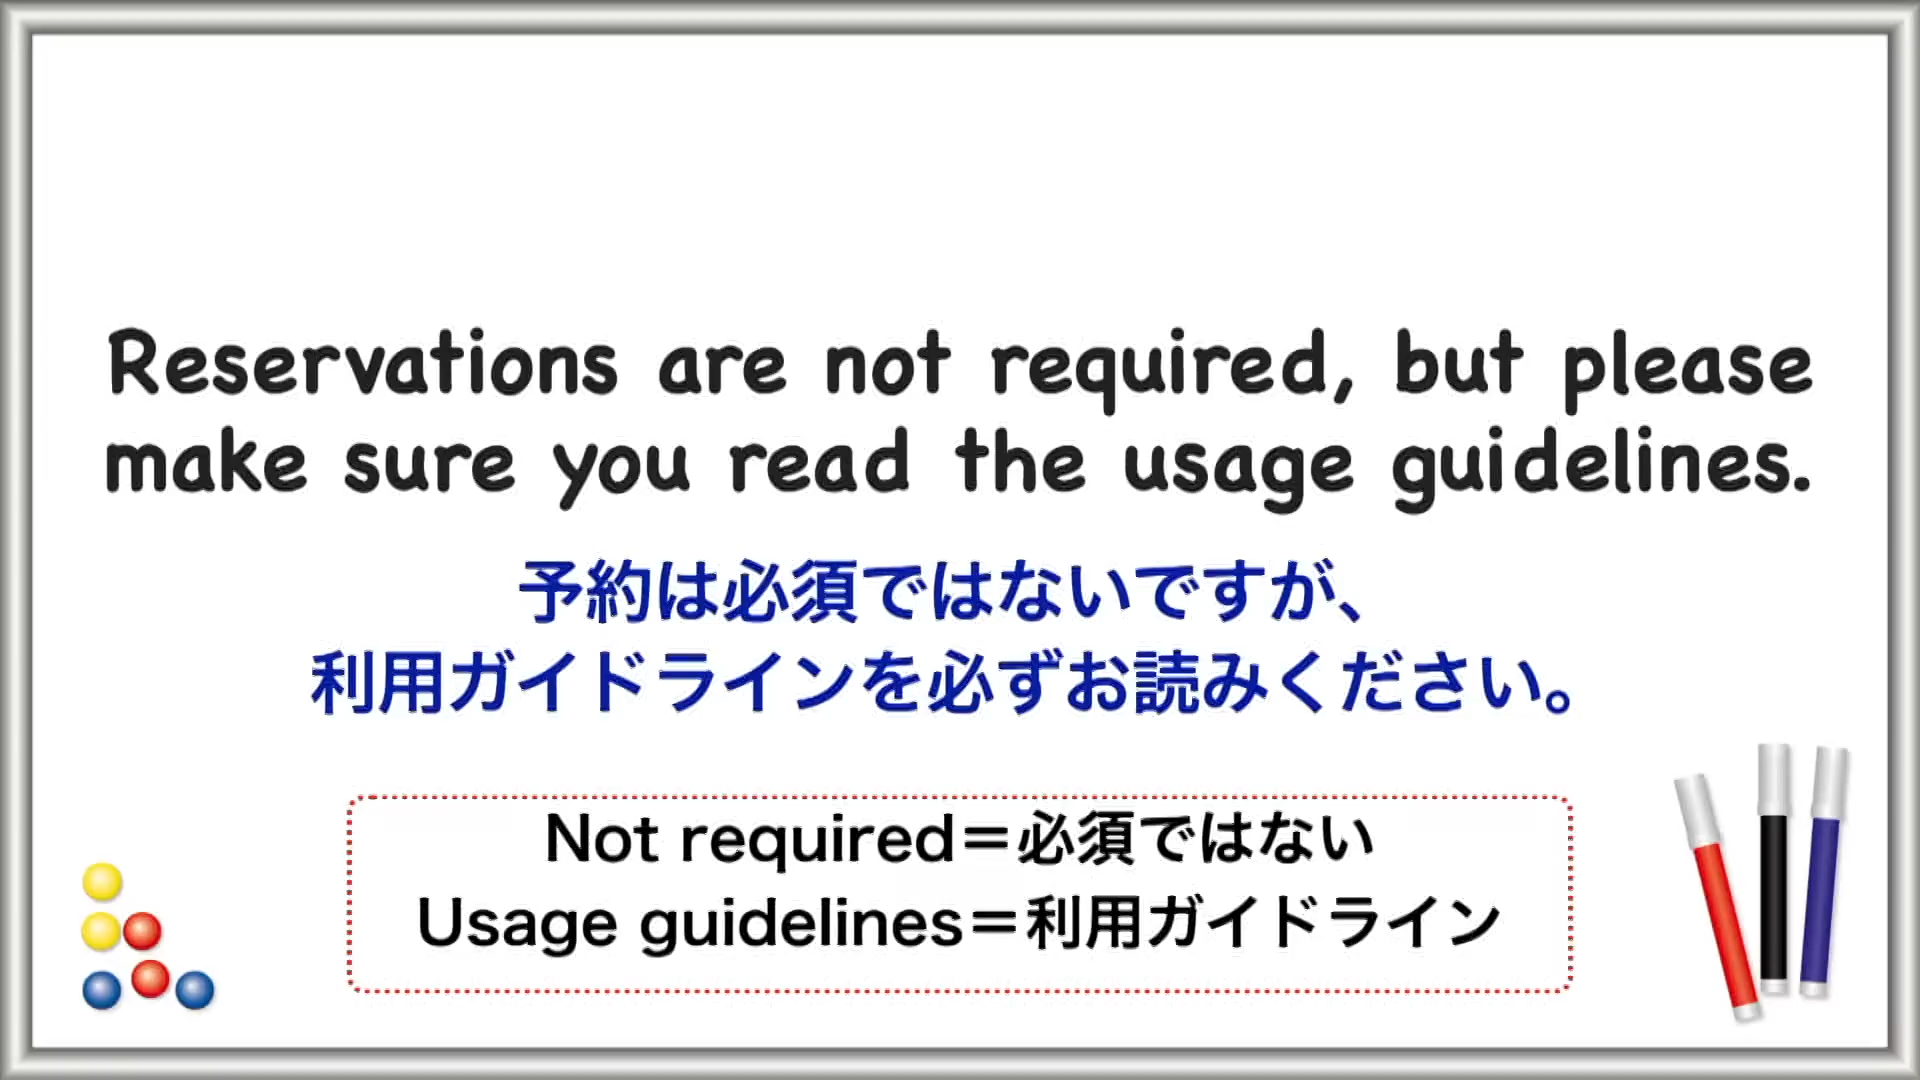 Reservations are not required, but please
make sure you read the usage guidelines.
予約は必須ではないですが、
利用ガイドラインを必ずお読みください。
Not required＝必須ではない
Usage guidelines＝利用ガイドライン